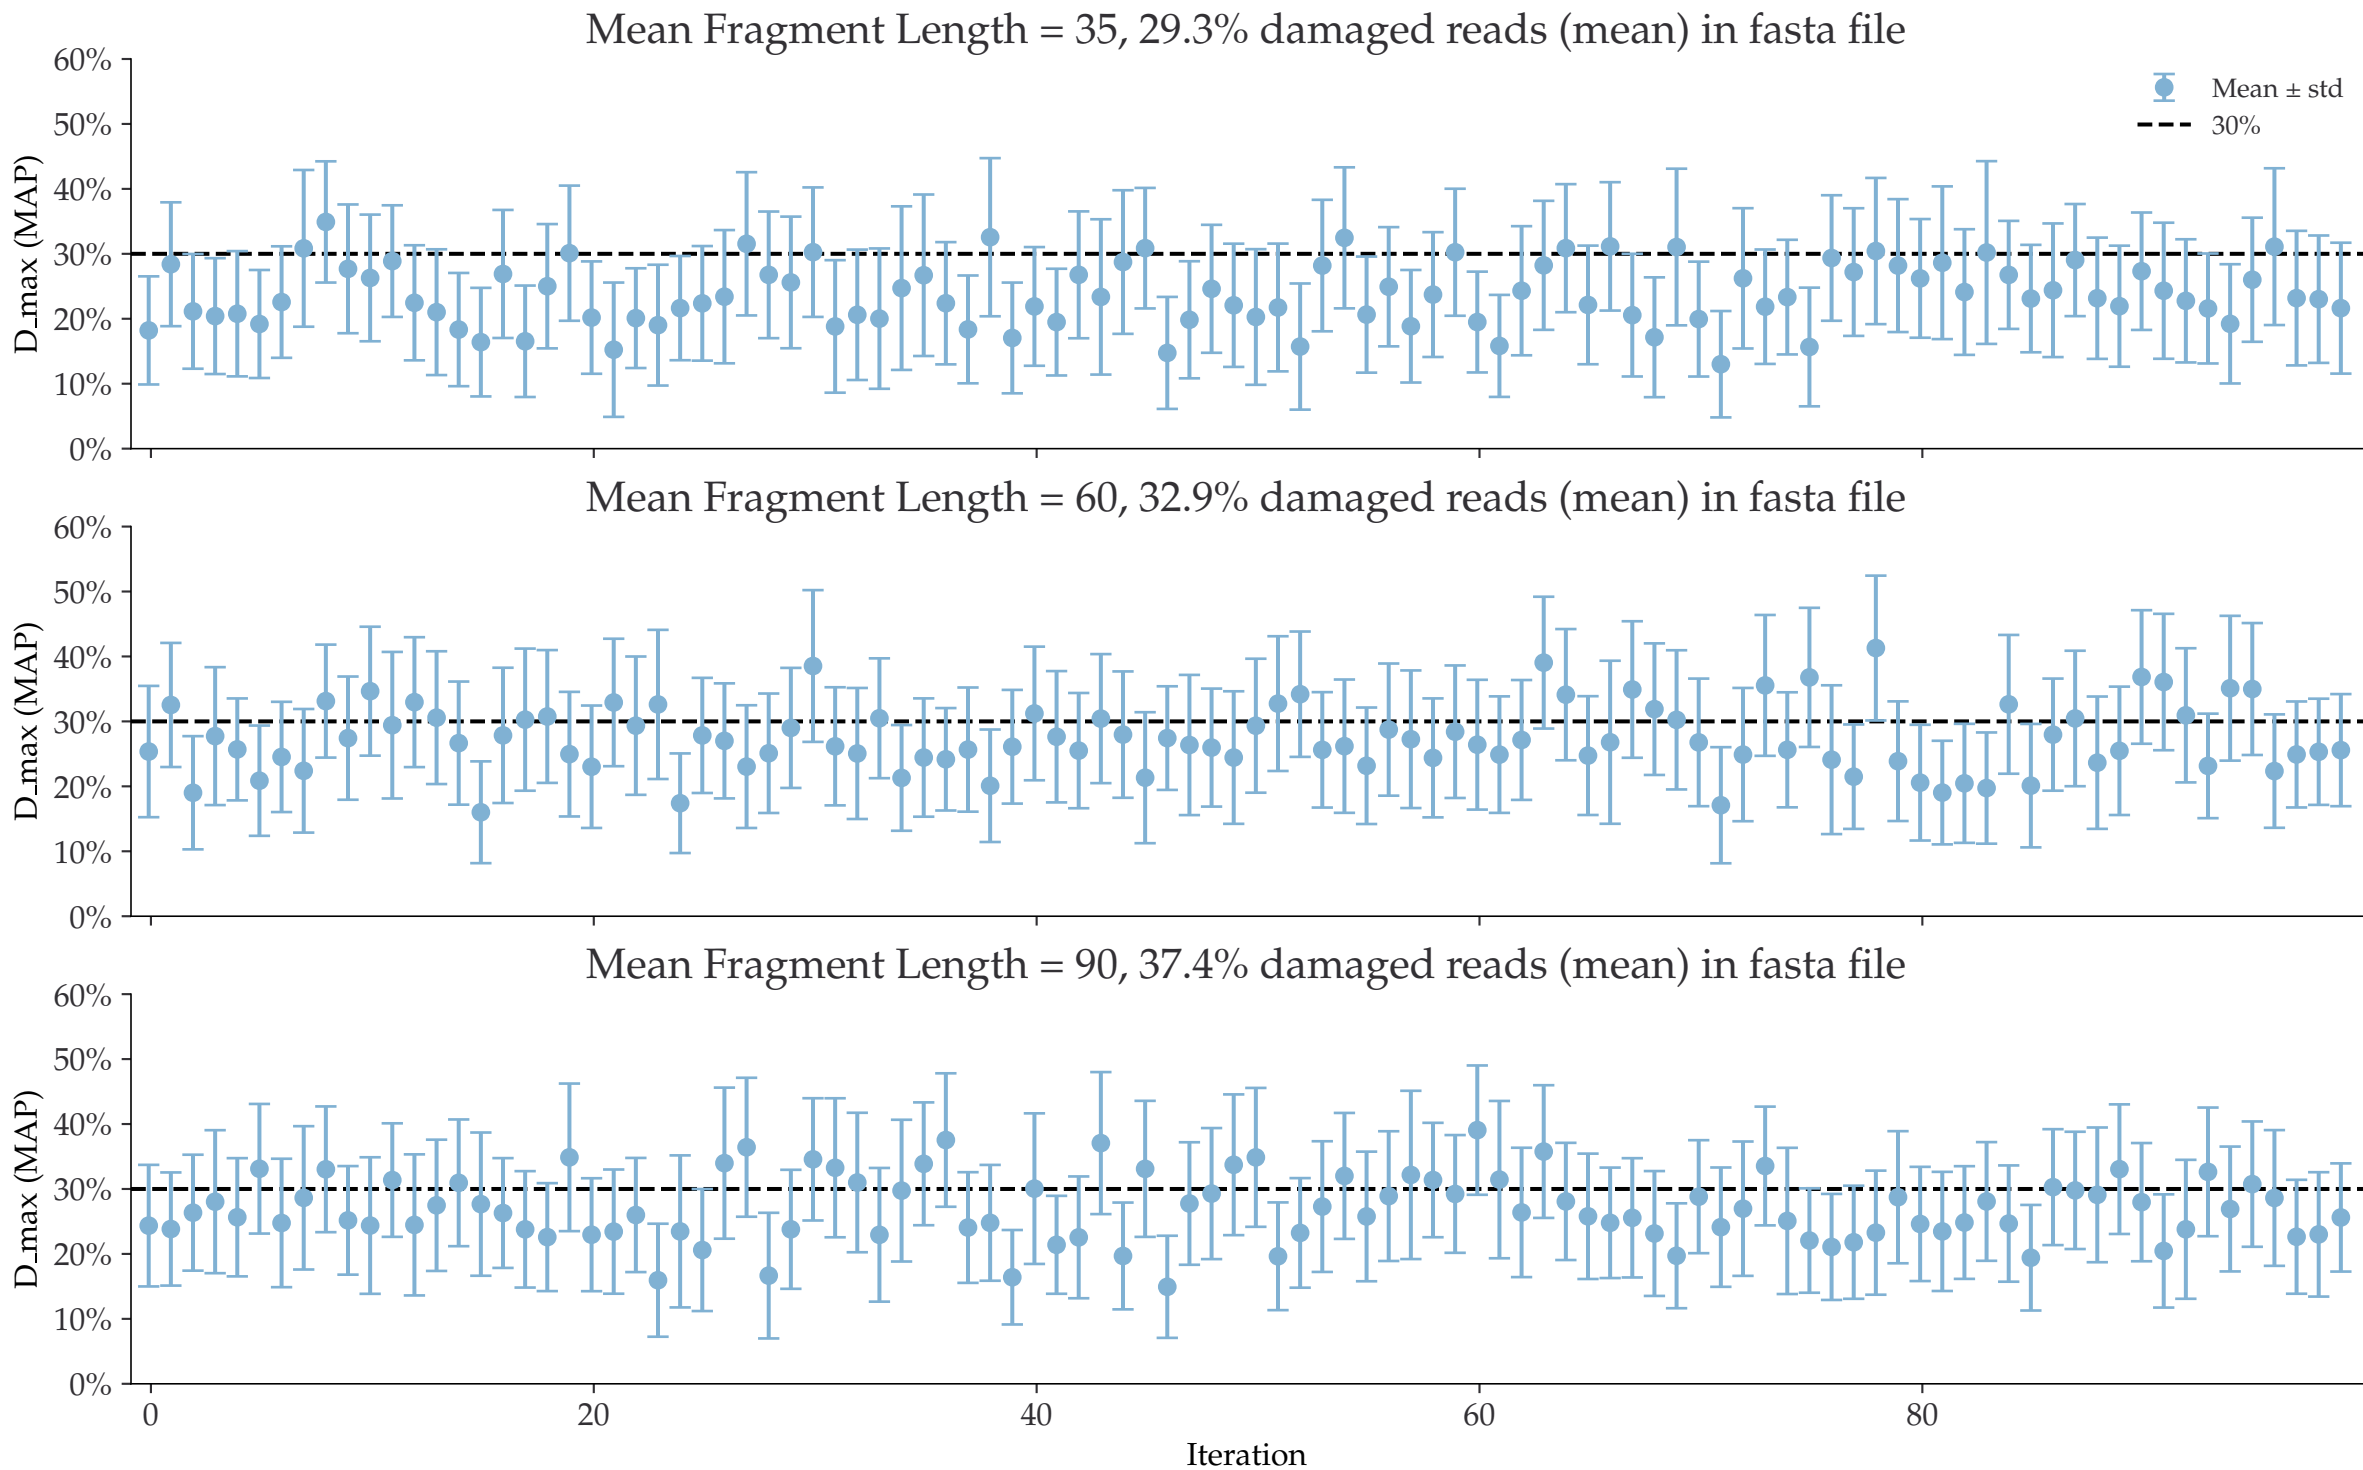 Mean Fragment Length = 35, 29.3% damaged reads (mean) in fasta file
60%
50%
40%
30%
20%
10%
0%
D_max (MAP)
Mean ± std
30%
Mean Fragment Length = 60, 32.9% damaged reads (mean) in fasta file
60%
50%
40%
30%
20%
10%
0%
D_max (MAP)
Mean Fragment Length = 90, 37.4% damaged reads (mean) in fasta file
60%
50%
40%
30%
20%
10%
0%
D_max (MAP)
0 20 40 60 80
Iteration